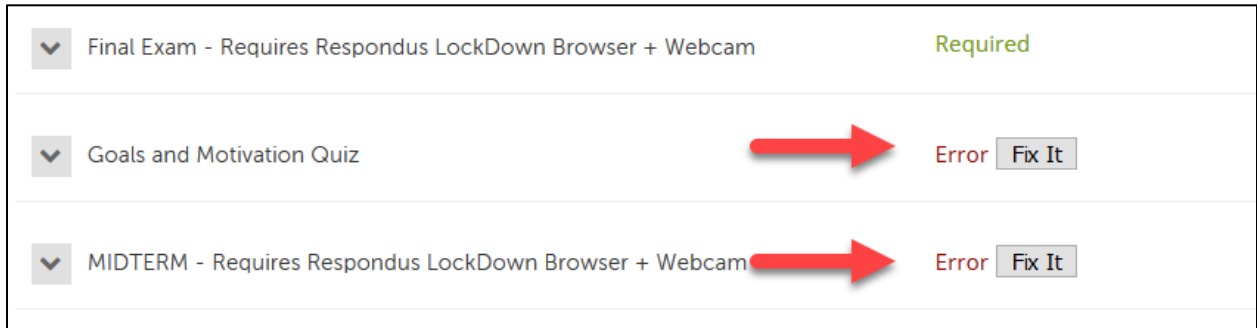 Final Exam - Requires Respondus LockDown Browser + Webcam Required
Goals and Motivation Quiz Error Fix It
MIDTERM - Requires Respondus LockDown Browser + Webcam Error Fix It